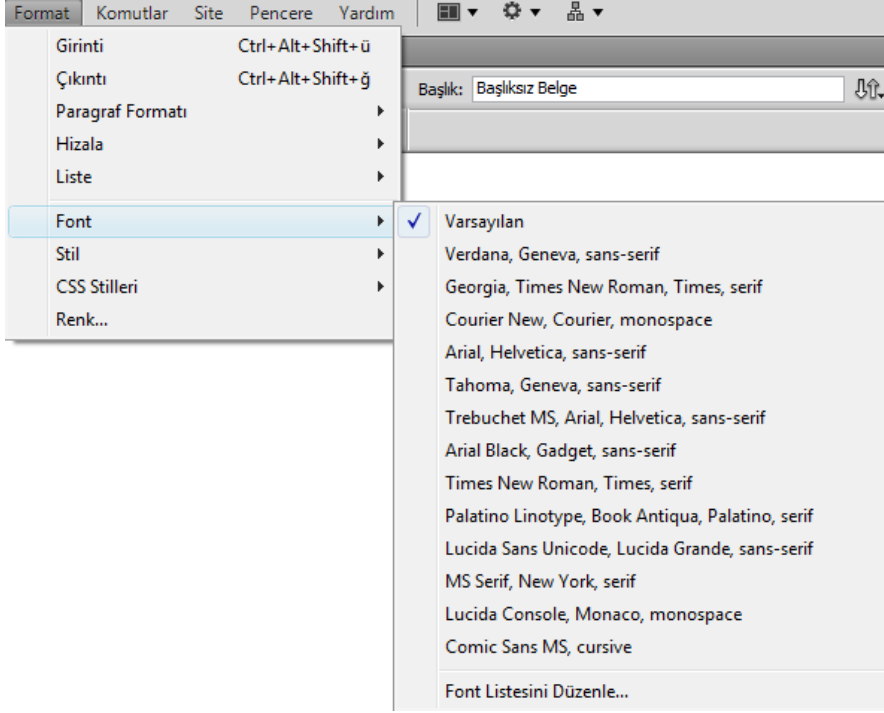 Format Komutlar Site Pencere Yardım
Girinti Ctrl+Alt+Shift+ü
Çıkıntı Ctrl+Alt+Shift+ğ
Başlık: Başlıksız Belge
Paragraf Formatı
Hizala
Liste
Font
Stil
CSS Stilleri
Renk...
Varsayılan
Verdana, Geneva, sans-serif
Georgia, Times New Roman, Times, serif
Courier New, Courier, monospace
Arial, Helvetica, sans-serif
Tahoma, Geneva, sans-serif
Trebuchet MS, Arial, Helvetica, sans-serif
Arial Black, Gadget, sans-serif
Times New Roman, Times, serif
Palatino Linotype, Book Antiqua, Palatino, serif
Lucida Sans Unicode, Lucida Grande, sans-serif
MS Serif, New York, serif
Lucida Console, Monaco, monospace
Comic Sans MS, cursive
Font Listesini Düzenle...